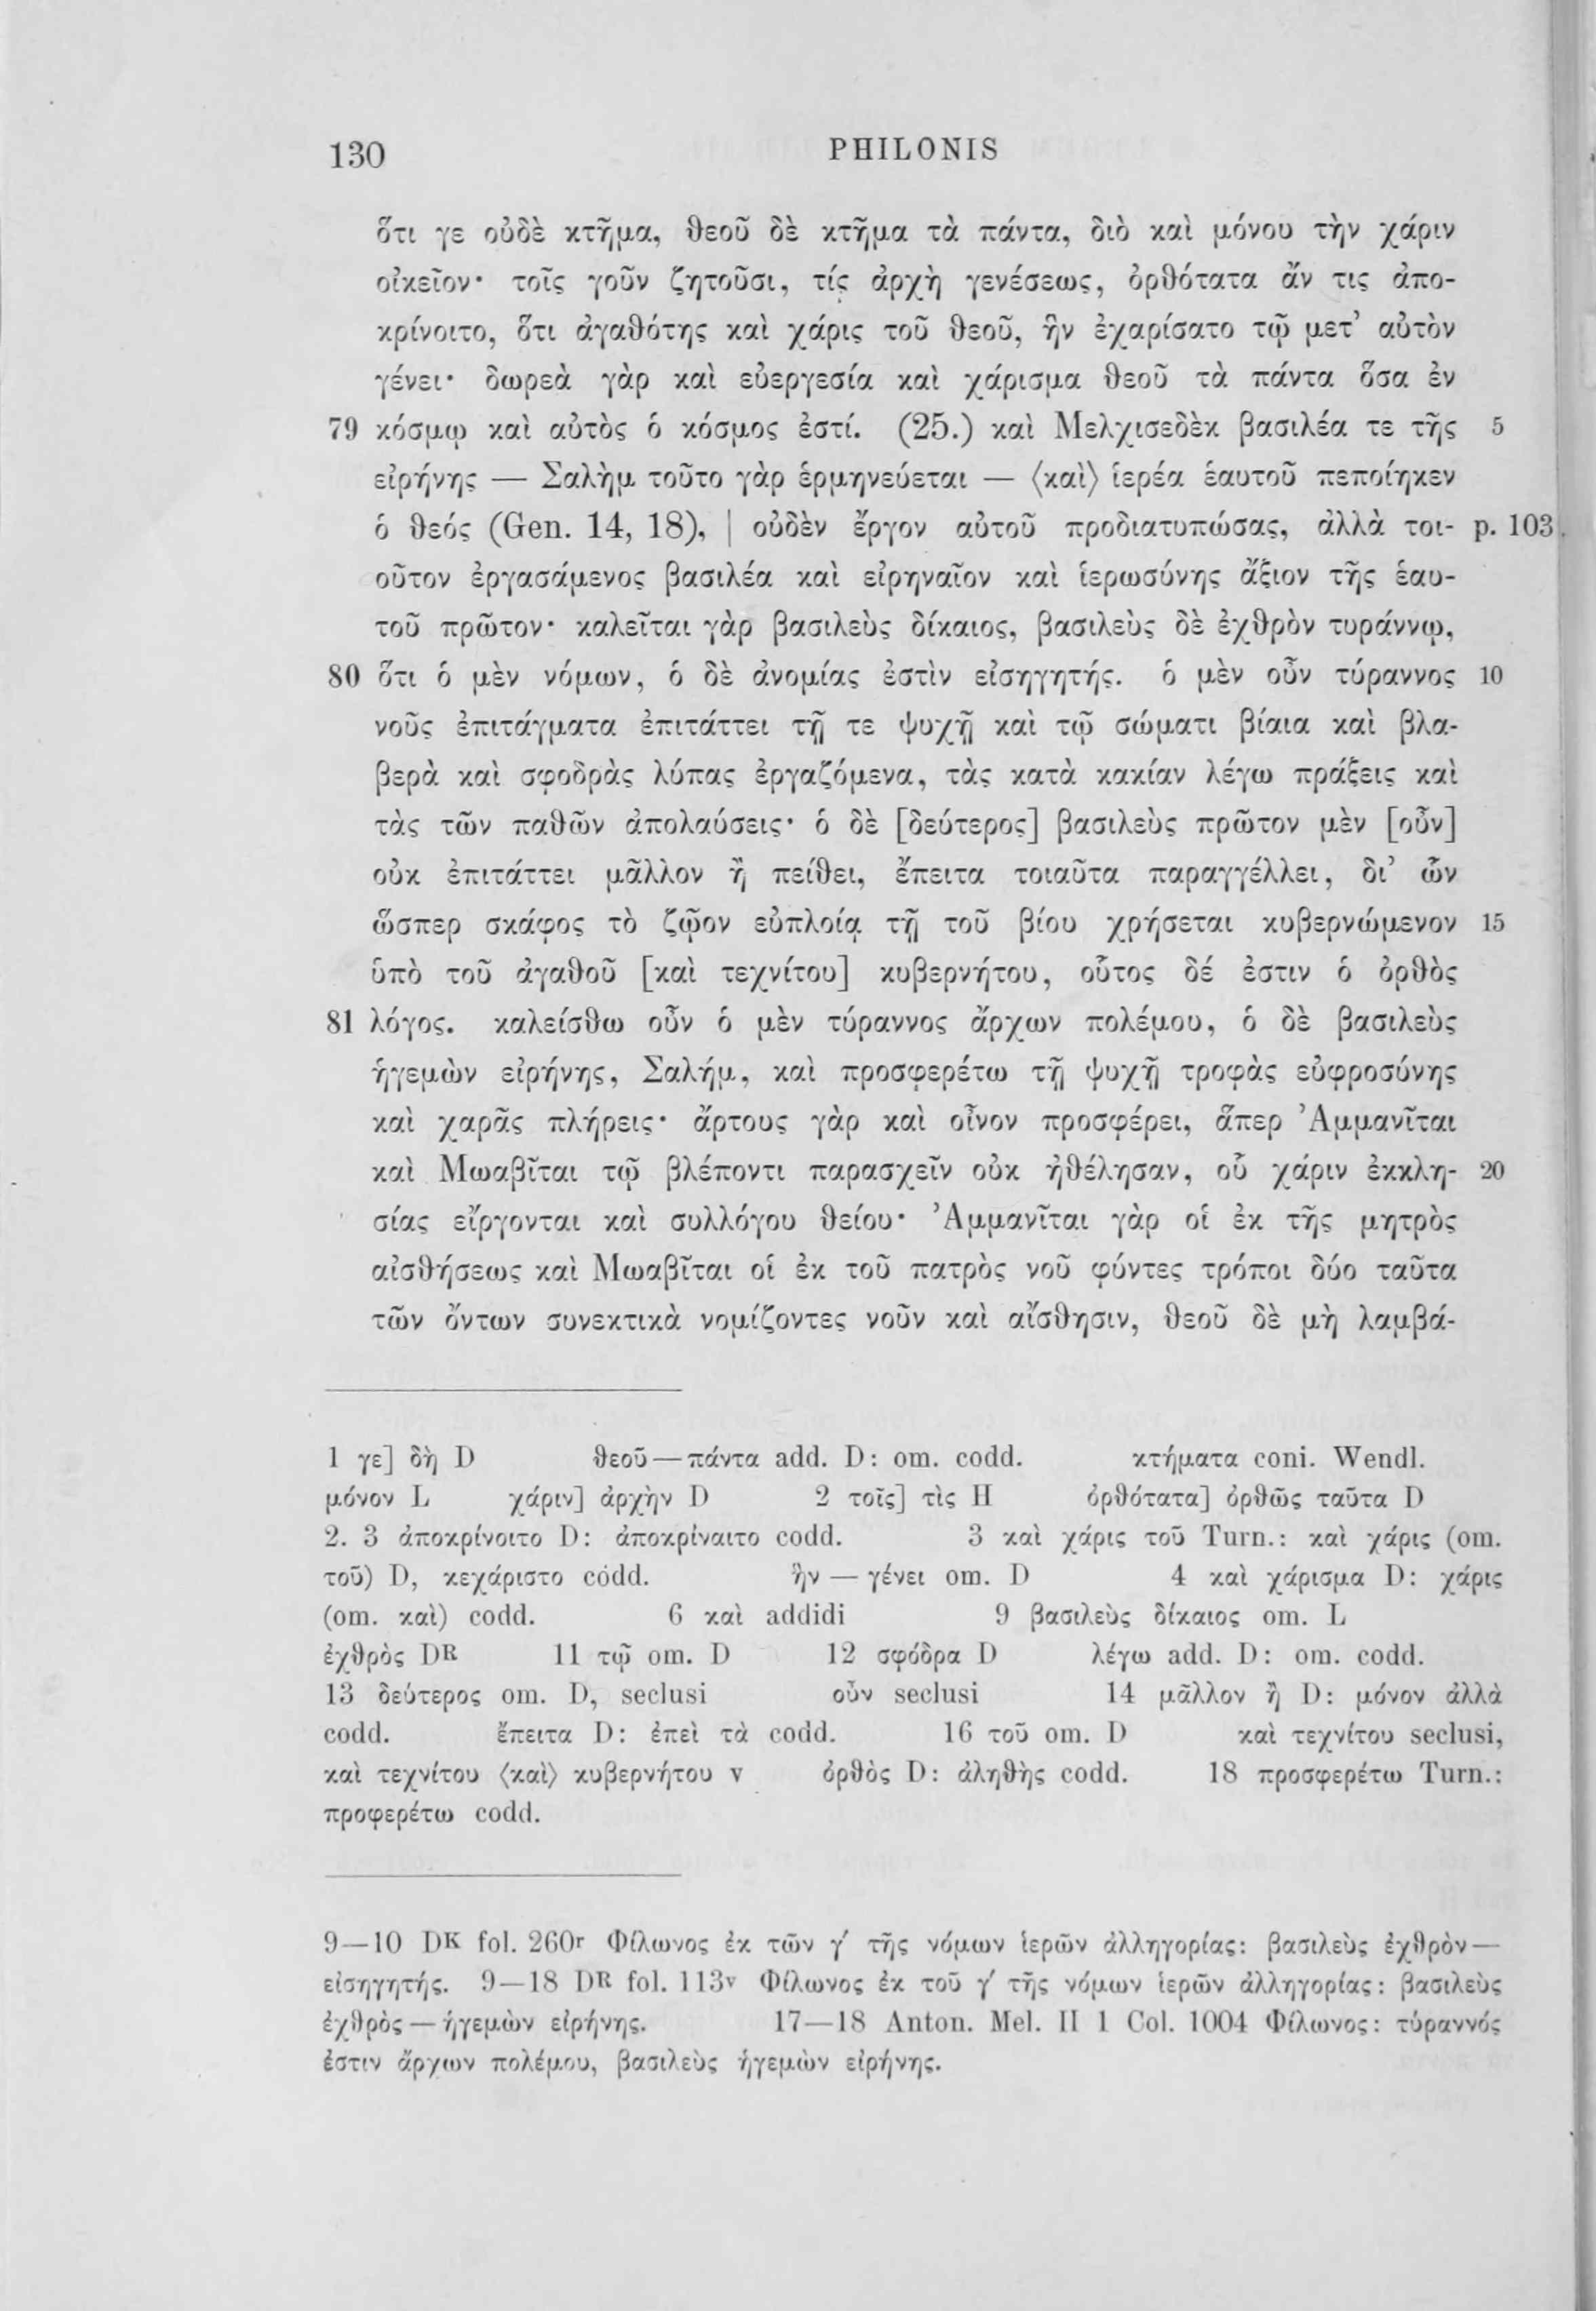 130
PHILONIS
ὅτι γε οὐδὲ κτῆμα, θεοῦ δὲ κτῆμα τὰ πάντα, διὸ καὶ μόνου τὴν χάριν
οἰκεῖον· τοῖς γοῦν ζητοῦσι, τίς ἀρχὴ γενέσεως, ὀρθότατα ἄν τις ἀπο-
κρίνοιτο, ὅτι ἀγαθότης καὶ χάρις τοῦ θεοῦ, ἣν ἐχαρίσατο τῷ μετ’ αὐτὸν
γένει· δωρεὰ γὰρ καὶ εὐεργεσία καὶ χάρισμα θεοῦ τὰ πάντα ὅσα ἐν
79 κόσμῳ καὶ αὐτὸς ὁ κόσμος ἐστί. (25.) καὶ Μελχισεδὲκ βασιλέα τε τῆς 5
εἰρήνης — Σαλὴμ τοῦτο γὰρ ἑρμηνεύεται — ⟨καὶ⟩ ἱερέα ἑαυτοῦ πεποίηκεν
ὁ θεός (Gen. 14, 18), | οὐδὲν ἔργον αὐτοῦ προδιατυπώσας, ἀλλὰ τοι- p. 103
οῦτον ἐργασάμενος βασιλέα καὶ εἰρηναῖον καὶ ἱερωσύνης ἄξιον τῆς ἑαυ-
τοῦ πρῶτον· καλεῖται γὰρ βασιλεὺς δίκαιος, βασιλεὺς δὲ ἐχθρὸν τυράννῳ,
80 ὅτι ὁ μὲν νόμων, ὁ δὲ ἀνομίας ἐστὶν εἰσηγητής. ὁ μὲν οὖν τύραννος 10
νοῦς ἐπιτάγματα ἐπιτάττει τῇ τε ψυχῇ καὶ τῷ σώματι βίαια καὶ βλα-
βερὰ καὶ σφοδρὰς λύπας ἐργαζόμενα, τὰς κατὰ κακίαν λέγω πράξεις καὶ
τὰς τῶν παθῶν ἀπολαύσεις· ὁ δὲ [δεύτερος] βασιλεὺς πρῶτον μὲν [οὖν]
οὐκ ἐπιτάττει μᾶλλον ἢ πείθει, ἔπειτα τοιαῦτα παραγγέλλει, δι’ ὧν
ὥσπερ σκάφος τὸ ζῷον εὐπλοίᾳ τῇ τοῦ βίου χρήσεται κυβερνώμενον 15
ὑπὸ τοῦ ἀγαθοῦ [καὶ τεχνίτου] κυβερνήτου, οὗτος δέ ἐστιν ὁ ὀρθὸς
81 λόγος. καλείσθω οὖν ὁ μὲν τύραννος ἄρχων πολέμου, ὁ δὲ βασιλεὺς
ἡγεμὼν εἰρήνης, Σαλήμ, καὶ προσφερέτω τῇ ψυχῇ τροφὰς εὐφροσύνης
καὶ χαρᾶς πλήρεις· ἄρτους γὰρ καὶ οἶνον προσφέρει, ἅπερ Ἀμμανῖται
καὶ Μωαβῖται τῷ βλέποντι παρασχεῖν οὐκ ἠθέλησαν, οὗ χάριν ἐκκλη- 20
σίας εἴργονται καὶ συλλόγου θείου· Ἀμμανῖται γὰρ οἱ ἐκ τῆς μητρὸς
αἰσθήσεως καὶ Μωαβῖται οἱ ἐκ τοῦ πατρὸς νοῦ φύντες τρόποι δύο ταῦτα
τῶν ὄντων συνεκτικὰ νομίζοντες νοῦν καὶ αἴσθησιν, θεοῦ δὲ μὴ λαμβά-
1 γε] δὴ D θεοῦ — πάντα add. D: om. codd. κτήματα coni. Wendl.
μόνον L χάριν] ἀρχὴν D 2 τοῖς] τὶς H ὀρθότατα] ὀρθῶς ταῦτα D
2. 3 ἀποκρίνοιτο D: ἀποκρίναιτο codd. 3 καὶ χάρις τοῦ Turn.: καὶ χάρις (om.
τοῦ) D, κεχάριστο codd. ἣν — γένει om. D 4 καὶ χάρισμα D: χάρις
(om. καὶ) codd. 6 καὶ addidi 9 βασιλεὺς δίκαιος om. L
ἐχθρὸς DR 11 τῷ om. D 12 σφόδρα D λέγω add. D: om. codd.
13 δεύτερος om. D, seclusi οὖν seclusi 14 μᾶλλον ἢ D: μόνον ἀλλὰ
codd. ἔπειτα D: ἐπεὶ τὰ codd. 16 τοῦ om. D καὶ τεχνίτου seclusi,
καὶ τεχνίτου ⟨καὶ⟩ κυβερνήτου v ὀρθὸς D: ἀληθὴς codd. 18 προσφερέτω Turn.:
προφερέτω codd.
9—10 DK fol. 260r Φίλωνος ἐκ τῶν γ′ τῆς νόμων ἱερῶν ἀλληγορίας: βασιλεὺς ἐχθρὸν —
εἰσηγητής. 9—18 DR fol. 113v Φίλωνος ἐκ τοῦ γ′ τῆς νόμων ἱερῶν ἀλληγορίας: βασιλεὺς
ἐχθρὸς — ἡγεμὼν εἰρήνης. 17—18 Anton. Mel. II 1 Col. 1004 Φίλωνος: τύραννός
ἐστιν ἄρχων πολέμου, βασιλεὺς ἡγεμὼν εἰρήνης.